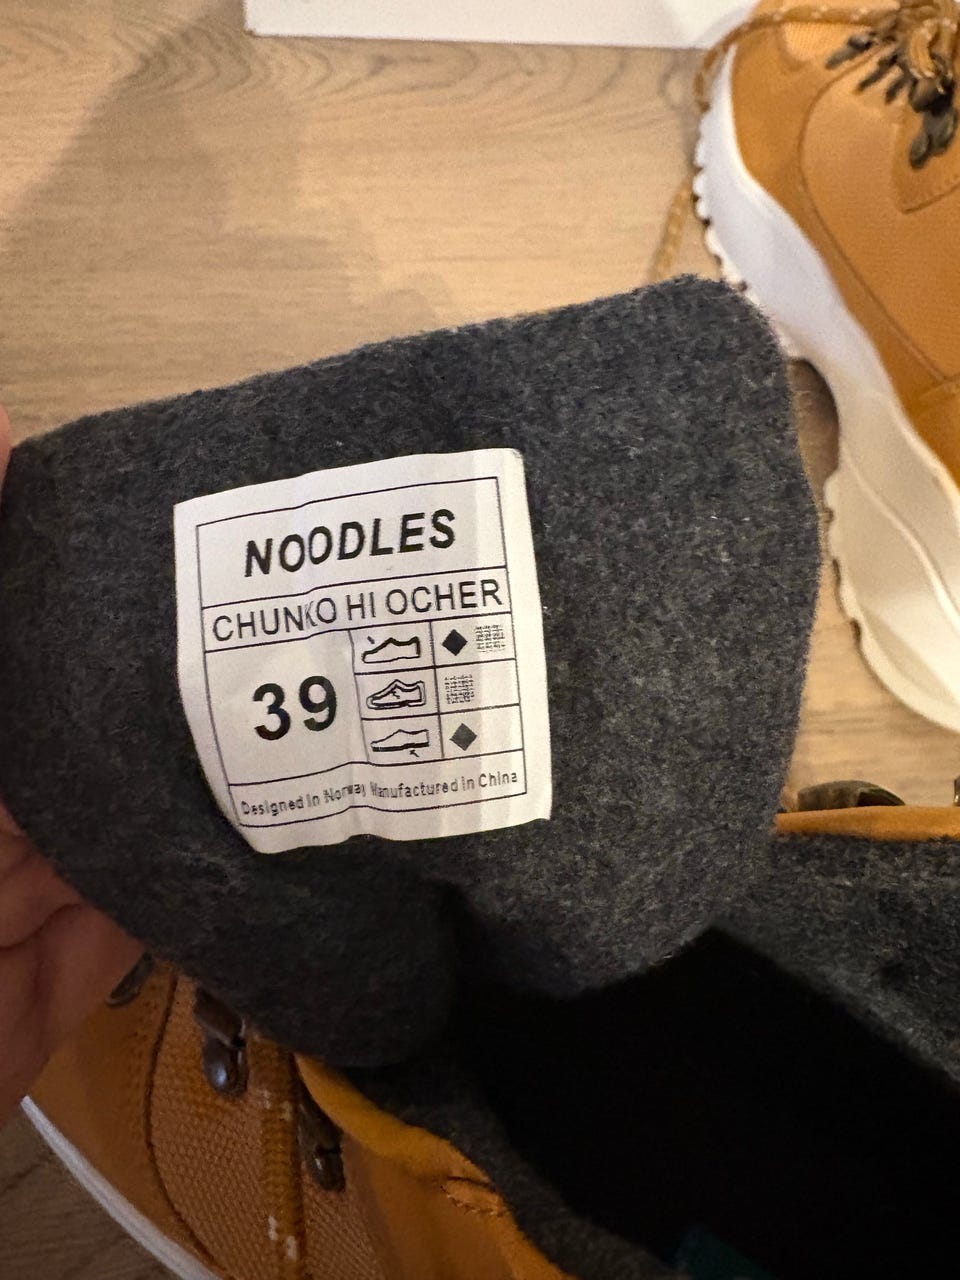 NOODLES
CHUNKO HI OCHER
39
Designed in Norway Manufactured in China